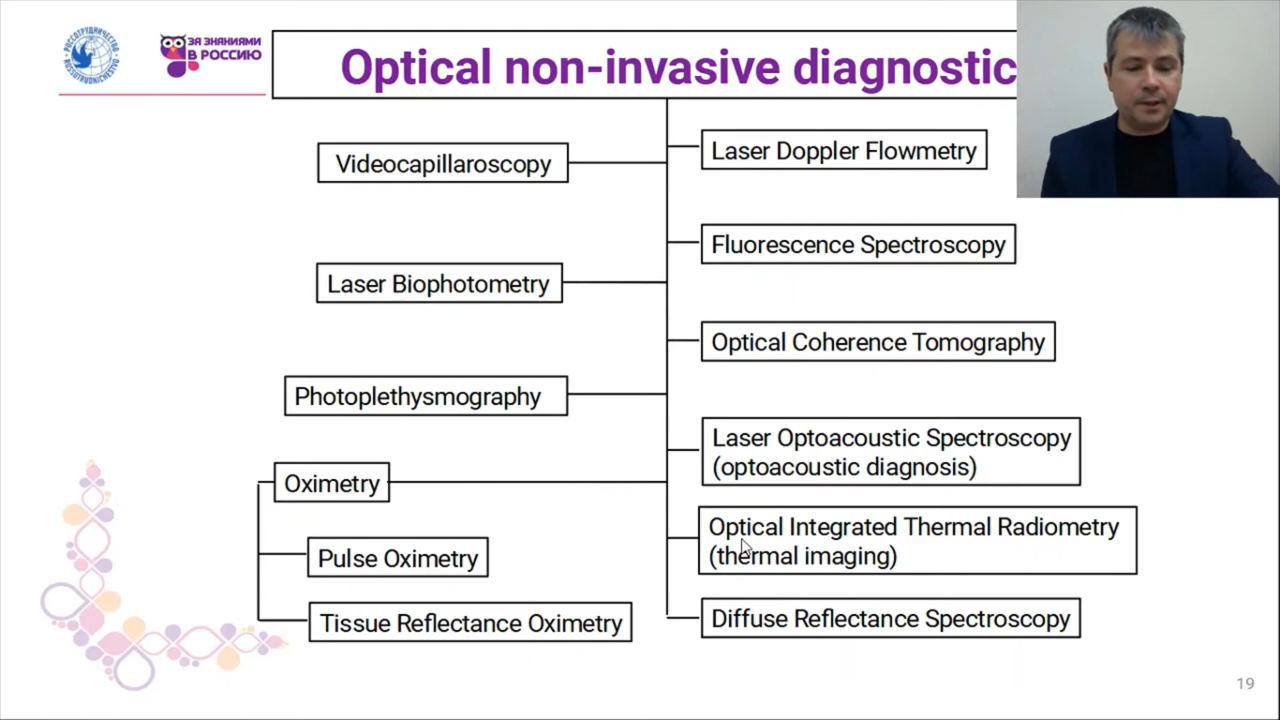 РОССОТРУДНИЧЕСТВО
RUSSOTRUDNICHESTVO
ЗА ЗНАНИЯМИ
В РОССИЮ
Optical non-invasive diagnostic
Videocapillaroscopy
Laser Biophotometry
Photoplethysmography
Oximetry
Pulse Oximetry
Tissue Reflectance Oximetry
Laser Doppler Flowmetry
Fluorescence Spectroscopy
Optical Coherence Tomography
Laser Optoacoustic Spectroscopy
(optoacoustic diagnosis)
Optical Integrated Thermal Radiometry
(thermal imaging)
Diffuse Reflectance Spectroscopy
19